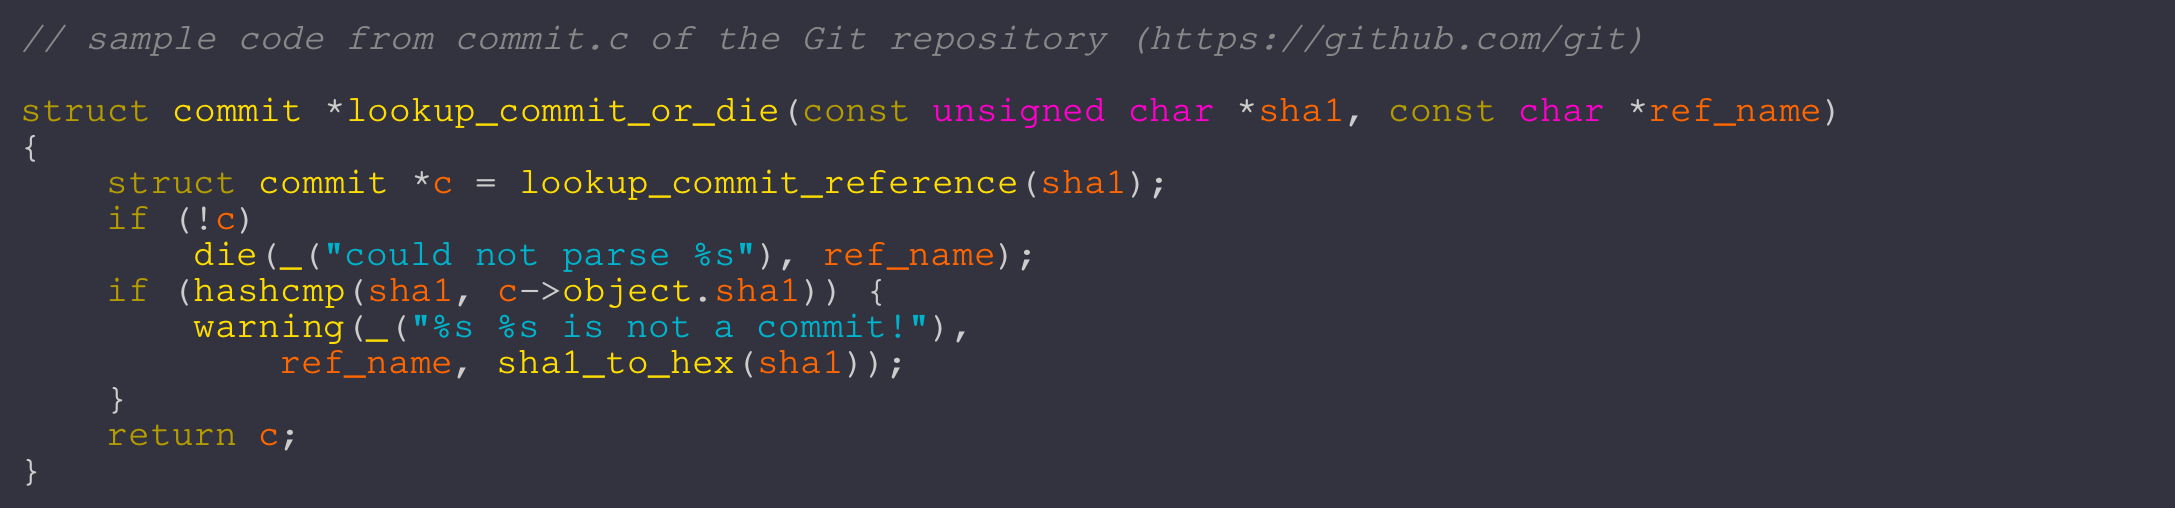 // sample code from commit.c of the Git repository (https://github.com/git)

struct commit *lookup_commit_or_die(const unsigned char *sha1, const char *ref_name)
{
    struct commit *c = lookup_commit_reference(sha1);
    if (!c)
        die(_("could not parse %s"), ref_name);
    if (hashcmp(sha1, c->object.sha1)) {
        warning(_("%s %s is not a commit!"),
            ref_name, sha1_to_hex(sha1));
    }
    return c;
}